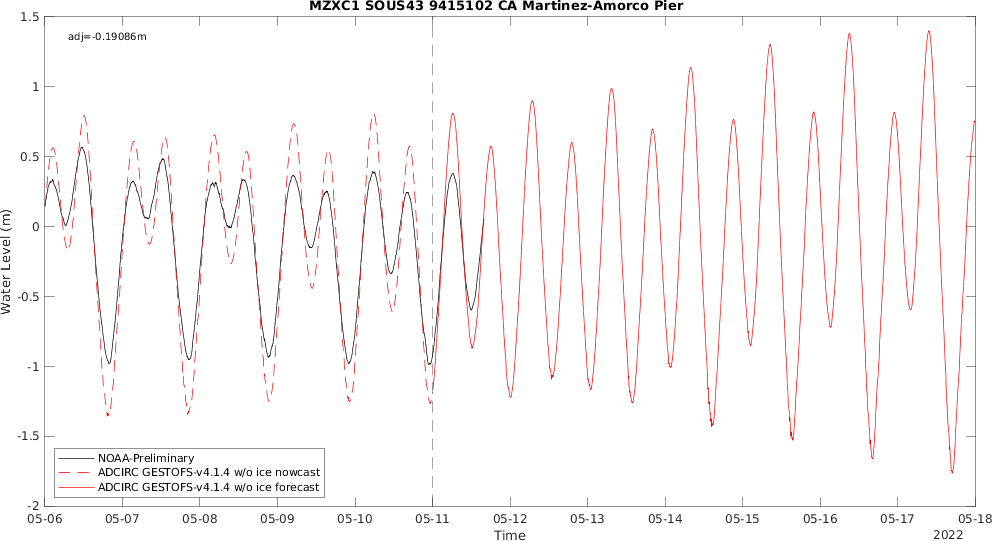 MZXC1 SOUS43 9415102 CA Martinez-Amorco Pier
adj=-0.19086m
1.5
1
0.5
0
-0.5
-1
-1.5
-2
Water Level (m)
NOAA-Preliminary
ADCIRC GESTOFS-v4.1.4 w/o ice nowcast
ADCIRC GESTOFS-v4.1.4 w/o ice forecast
05-06 05-07 05-08 05-09 05-10 05-11 05-12 05-13 05-14 05-15 05-16 05-17 05-18
Time
2022